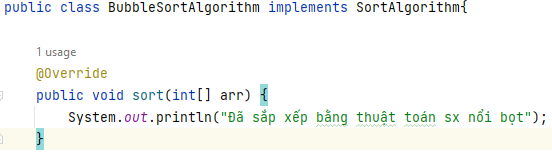 public class BubbleSortAlgorithm implements SortAlgorithm{
1 usage
@Override
public void sort(int[] arr) {
System.out.println("Đã sắp xếp bằng thuật toán sx nổi bọt");
}